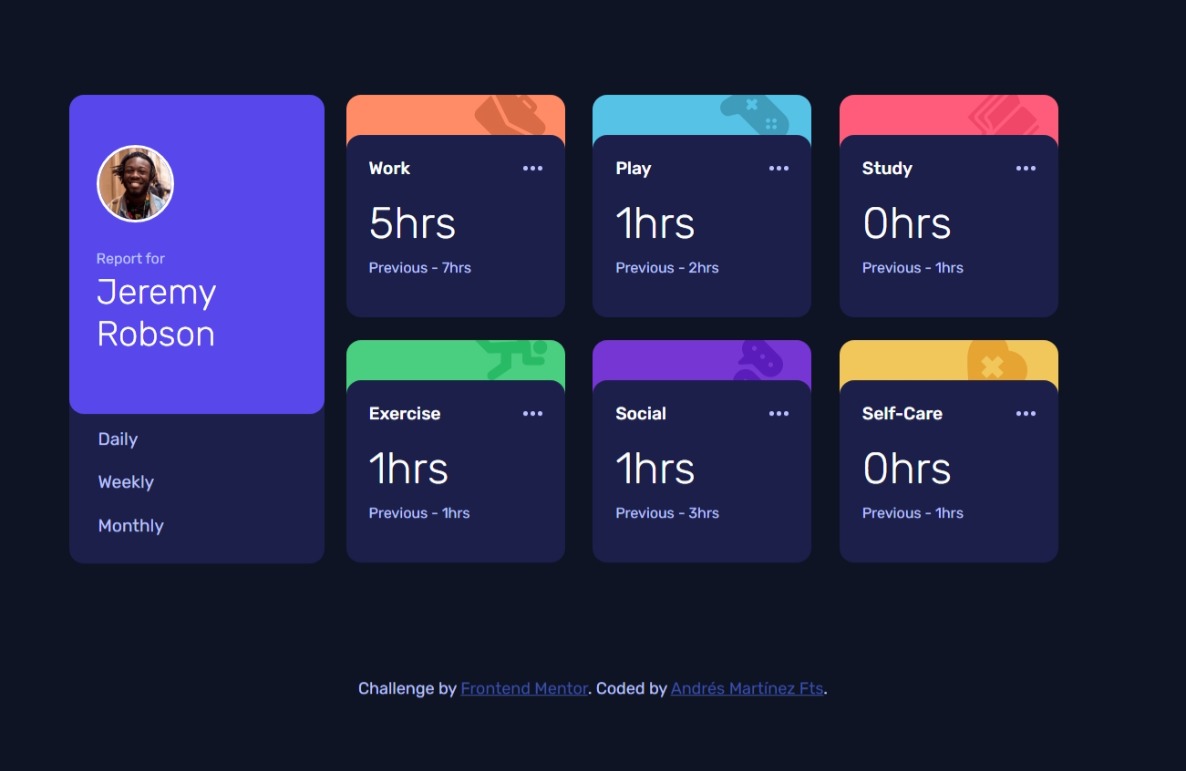 Report for
Jeremy
Robson
Daily
Weekly
Monthly
Work
5hrs
Previous - 7hrs
Play
1hrs
Previous - 2hrs
Study
0hrs
Previous - 1hrs
Exercise
1hrs
Previous - 1hrs
Social
1hrs
Previous - 3hrs
Self-Care
0hrs
Previous - 1hrs
Challenge by Frontend Mentor. Coded by Andrés Martínez Fts.